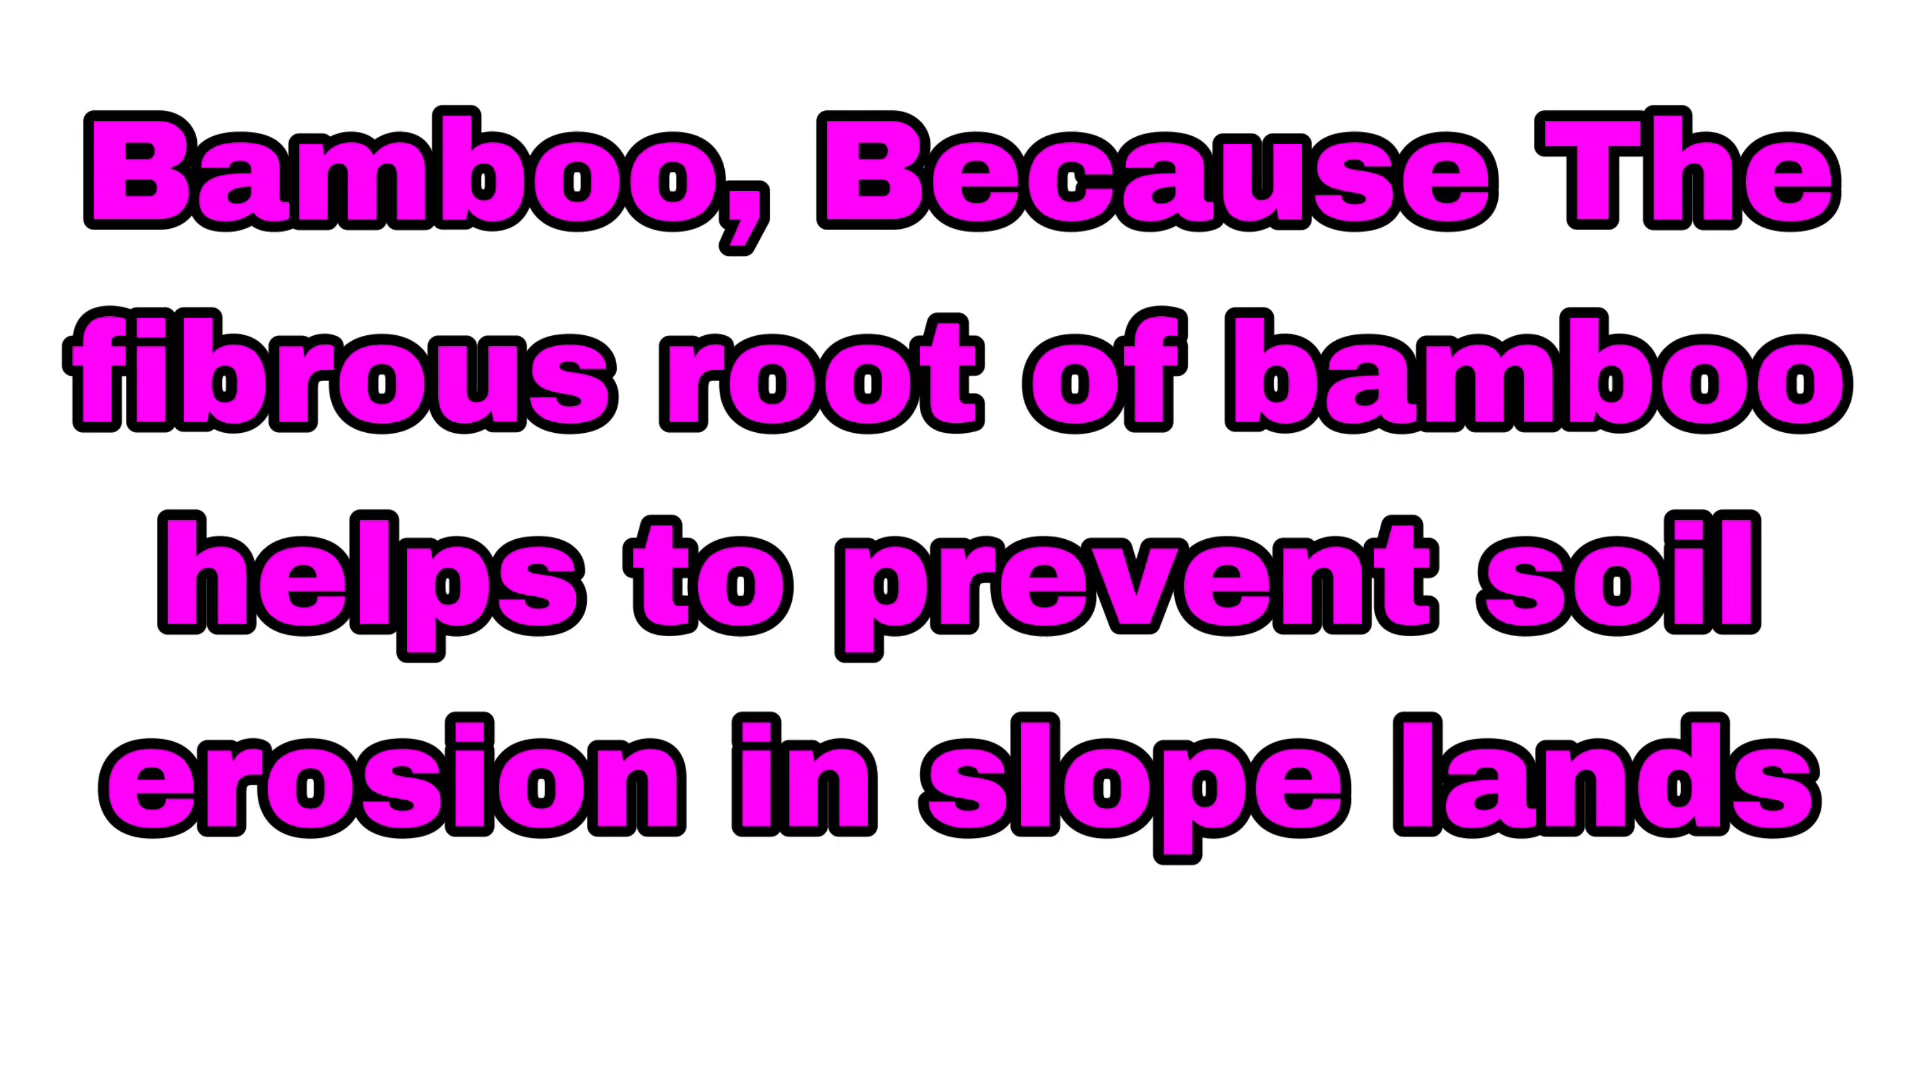 Bamboo, Because The
fibrous root of bamboo
helps to prevent soil
erosion in slope lands